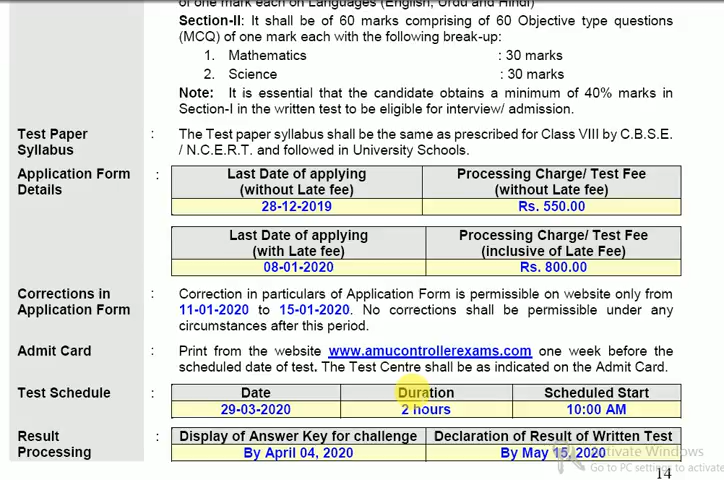 of one mark each on Languages (English, Urdu and Hindi)
Section-II: It shall be of 60 marks comprising of 60 Objective type questions
(MCQ) of one mark each with the following break-up:
1. Mathematics : 30 marks
2. Science : 30 marks
Note: It is essential that the candidate obtains a minimum of 40% marks in
Section-I in the written test to be eligible for interview/ admission.
Test Paper : The Test paper syllabus shall be the same as prescribed for Class VIII by C.B.S.E.
Syllabus / N.C.E.R.T. and followed in University Schools.
Application Form : Last Date of applying Processing Charge/ Test Fee
Details (without Late fee) (without Late fee)
28-12-2019 Rs. 550.00
Last Date of applying Processing Charge/ Test Fee
(with Late fee) (inclusive of Late Fee)
08-01-2020 Rs. 800.00
Corrections in : Correction in particulars of Application Form is permissible on website only from
Application Form 11-01-2020 to 15-01-2020. No corrections shall be permissible under any
circumstances after this period.
Admit Card : Print from the website www.amucontrollerexams.com one week before the
scheduled date of test. The Test Centre shall be as indicated on the Admit Card.
Test Schedule : Date Duration Scheduled Start
29-03-2020 2 hours 10:00 AM
Result : Display of Answer Key for challenge Declaration of Result of Written Test
Processing By April 04, 2020 By May 15, 2020
Activate Windows
Go to PC settings to activate
14